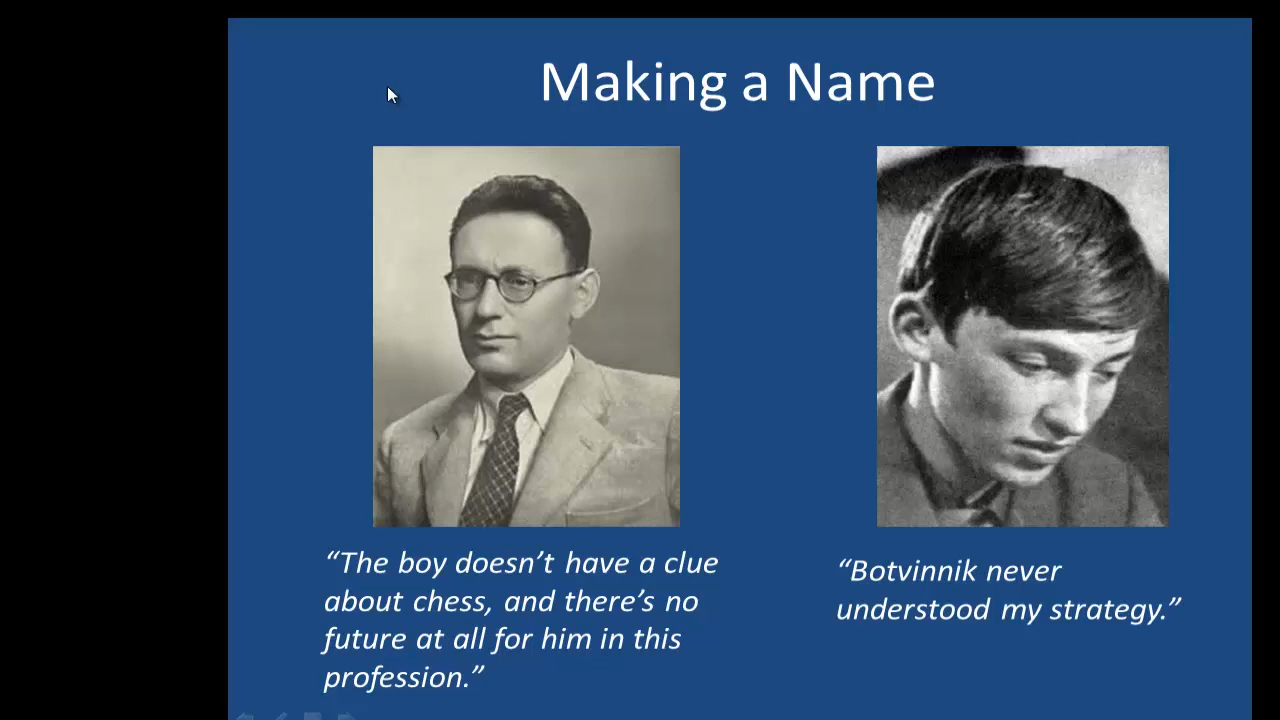 Making a Name
“The boy doesn’t have a clue
about chess, and there’s no
future at all for him in this
profession.”
“Botvinnik never
understood my strategy.”